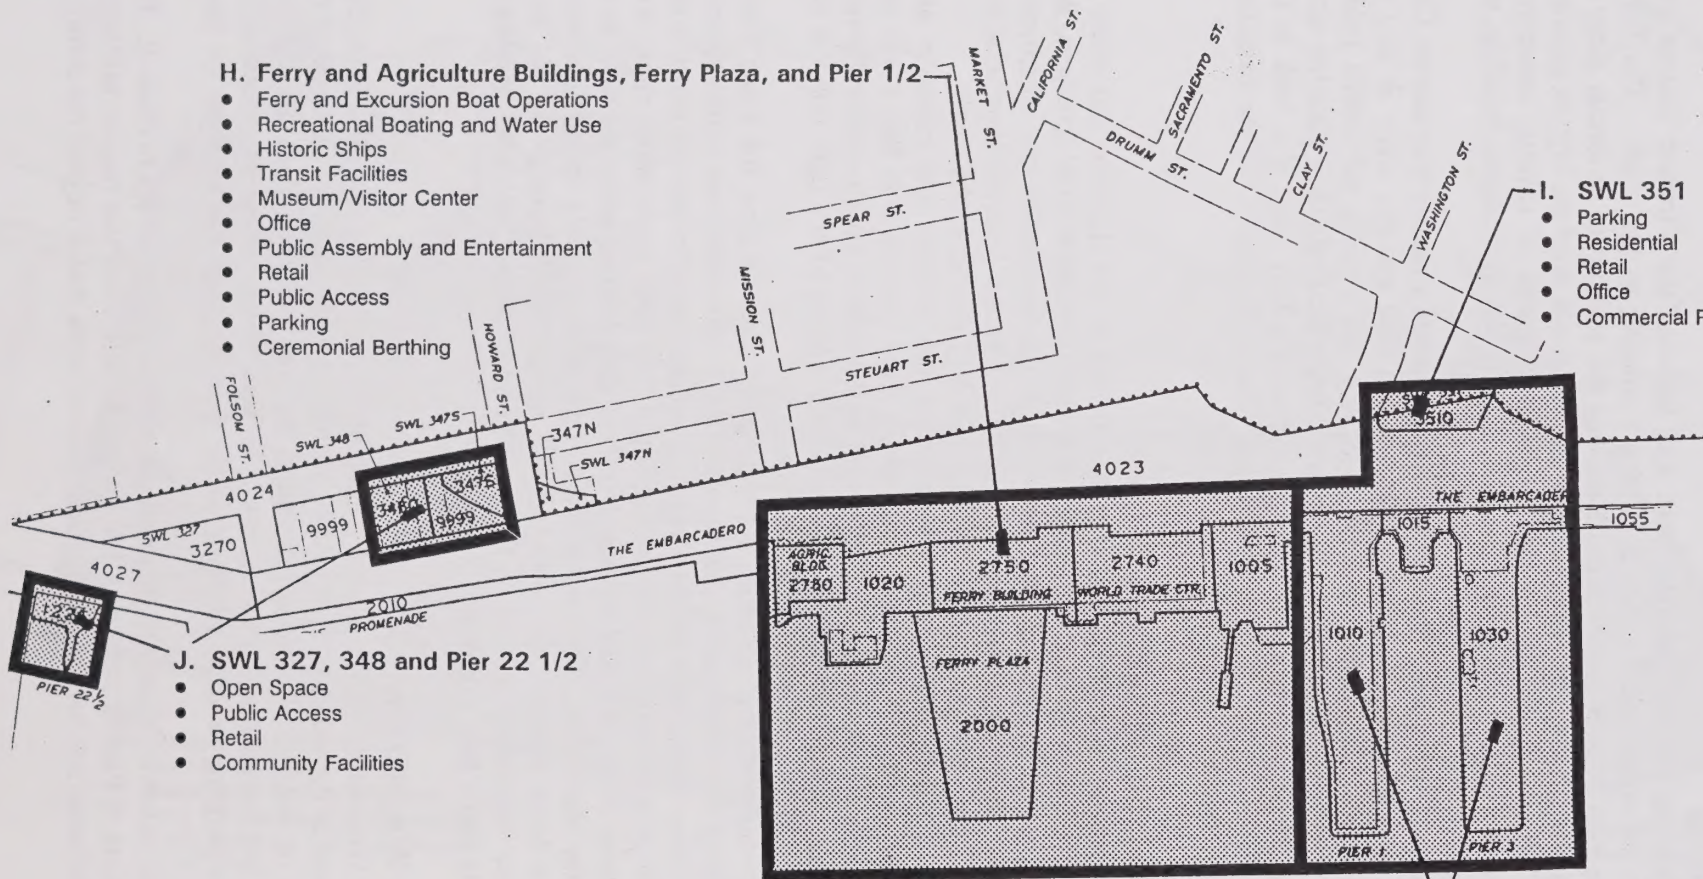 H. Ferry and Agriculture Buildings, Ferry Plaza, and Pier 1/2
● Ferry and Excursion Boat Operations
● Recreational Boating and Water Use
● Historic Ships
● Transit Facilities
● Museum/Visitor Center
● Office
● Public Assembly and Entertainment
● Retail
● Public Access
● Parking
● Ceremonial Berthing
MARKET ST.
CALIFORNIA ST.
SACRAMENTO ST.
DRUMM ST.
CLAY ST.
WASHINGTON ST.
SPEAR ST.
MISSION ST.
STEUART ST.
HOWARD ST.
FOLSOM ST.
I. SWL 351
● Parking
● Residential
● Retail
● Office
● Commercial
SWL 348
SWL 347S
347N
SWL 347N
4024
9999
9999
SWL 327
3270
4027
2010
PROMENADE
THE EMBARCADERO
4023
3510
THE EMBARCADER
1015
1055
AGRIC. BLDG.
2780
1020
2750
FERRY BUILDING
2740
WORLD TRADE CTR.
1005
1010
1030
FERRY PLAZA
2000
PIER 1
PIER 3
PIER 22 1/2
J. SWL 327, 348 and Pier 22 1/2
● Open Space
● Public Access
● Retail
● Community Facilities